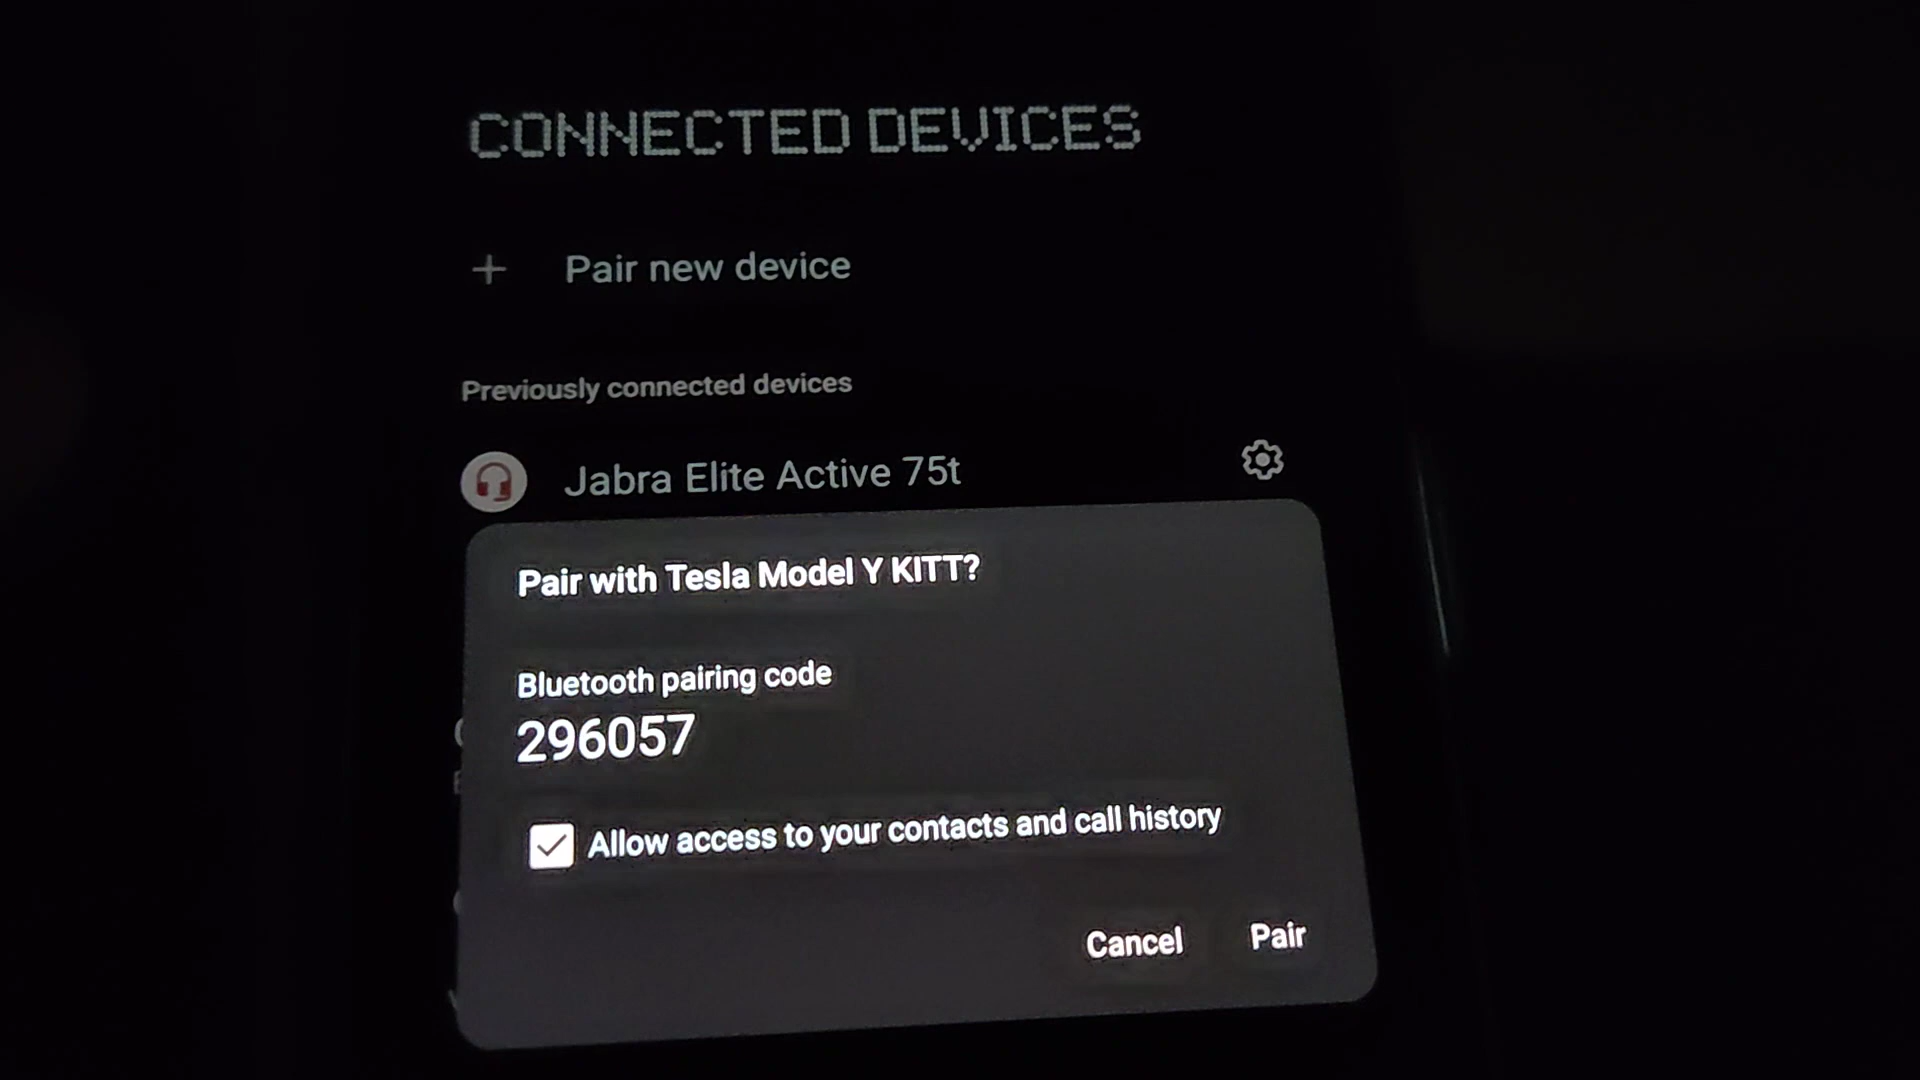 CONNECTED DEVICES
Pair new device
Previously connected devices
Jabra Elite Active 75t
Pair with Tesla Model Y KITT?
Bluetooth pairing code
296057
Allow access to your contacts and call history
Cancel Pair